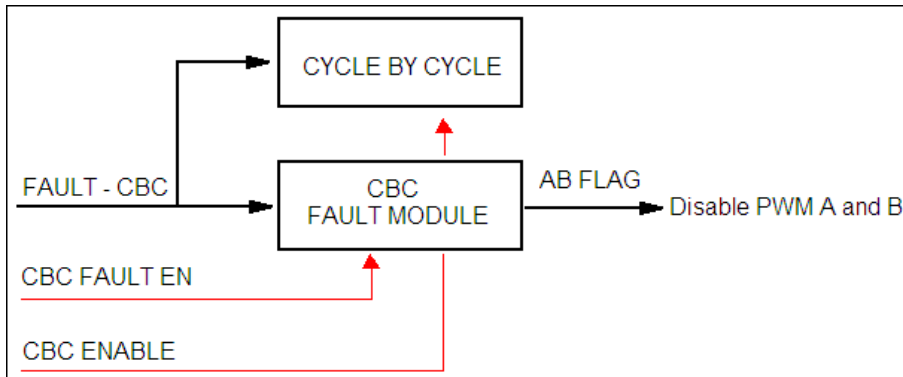 CYCLE BY CYCLE
FAULT - CBC
CBC
FAULT MODULE
AB FLAG
Disable PWM A and B
CBC FAULT EN
CBC ENABLE